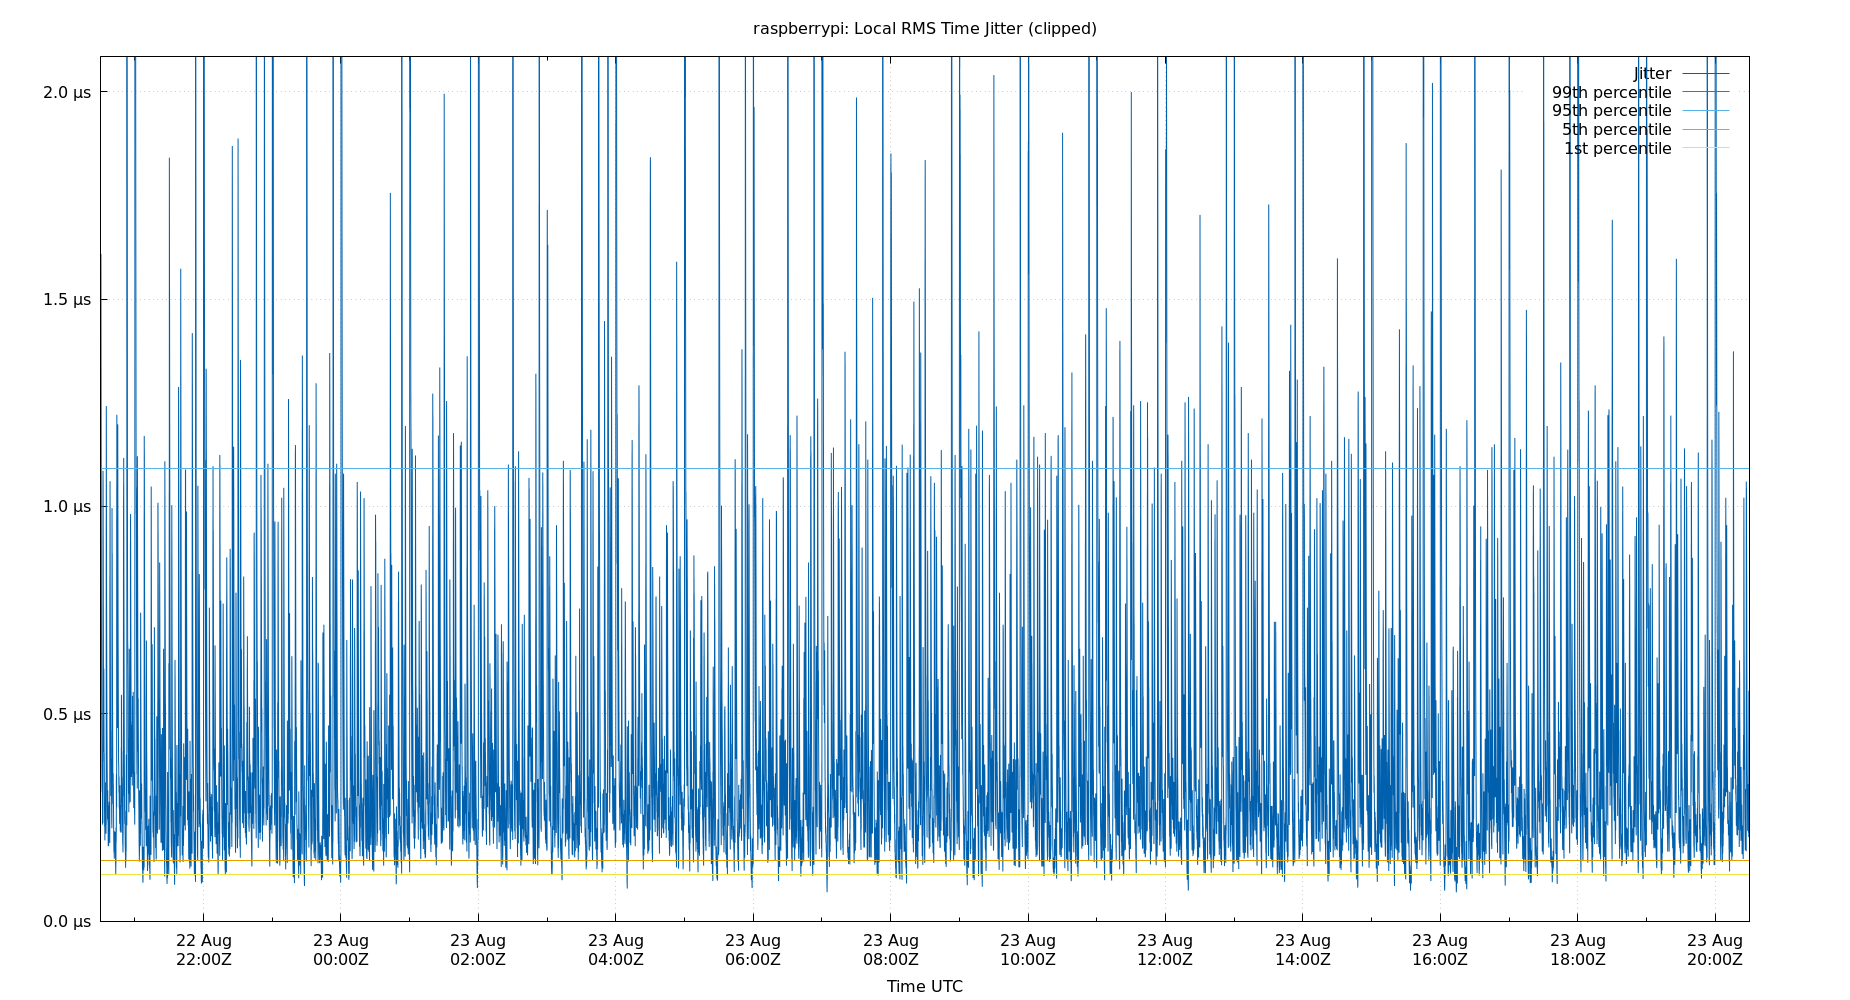 raspberrypi: Local RMS Time Jitter (clipped)
Jitter
99th percentile
95th percentile
5th percentile
1st percentile
2.0 μs
1.5 μs
1.0 μs
0.5 μs
0.0 μs
22 Aug
22:00Z
23 Aug
00:00Z
23 Aug
02:00Z
23 Aug
04:00Z
23 Aug
06:00Z
23 Aug
08:00Z
23 Aug
10:00Z
23 Aug
12:00Z
23 Aug
14:00Z
23 Aug
16:00Z
23 Aug
18:00Z
23 Aug
20:00Z
Time UTC